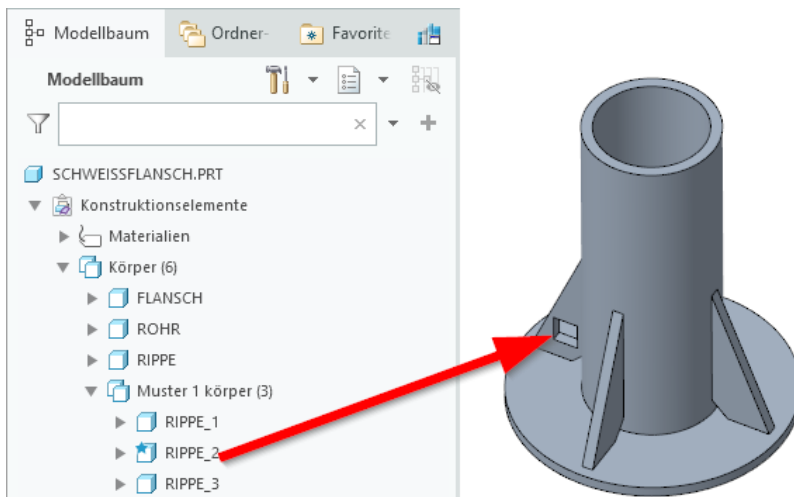 Modellbaum Ordner- Favorite
Modellbaum
SCHWEISSFLANSCH.PRT
Konstruktionselemente
Materialien
Körper (6)
FLANSCH
ROHR
RIPPE
Muster 1 körper (3)
RIPPE_1
RIPPE_2
RIPPE_3